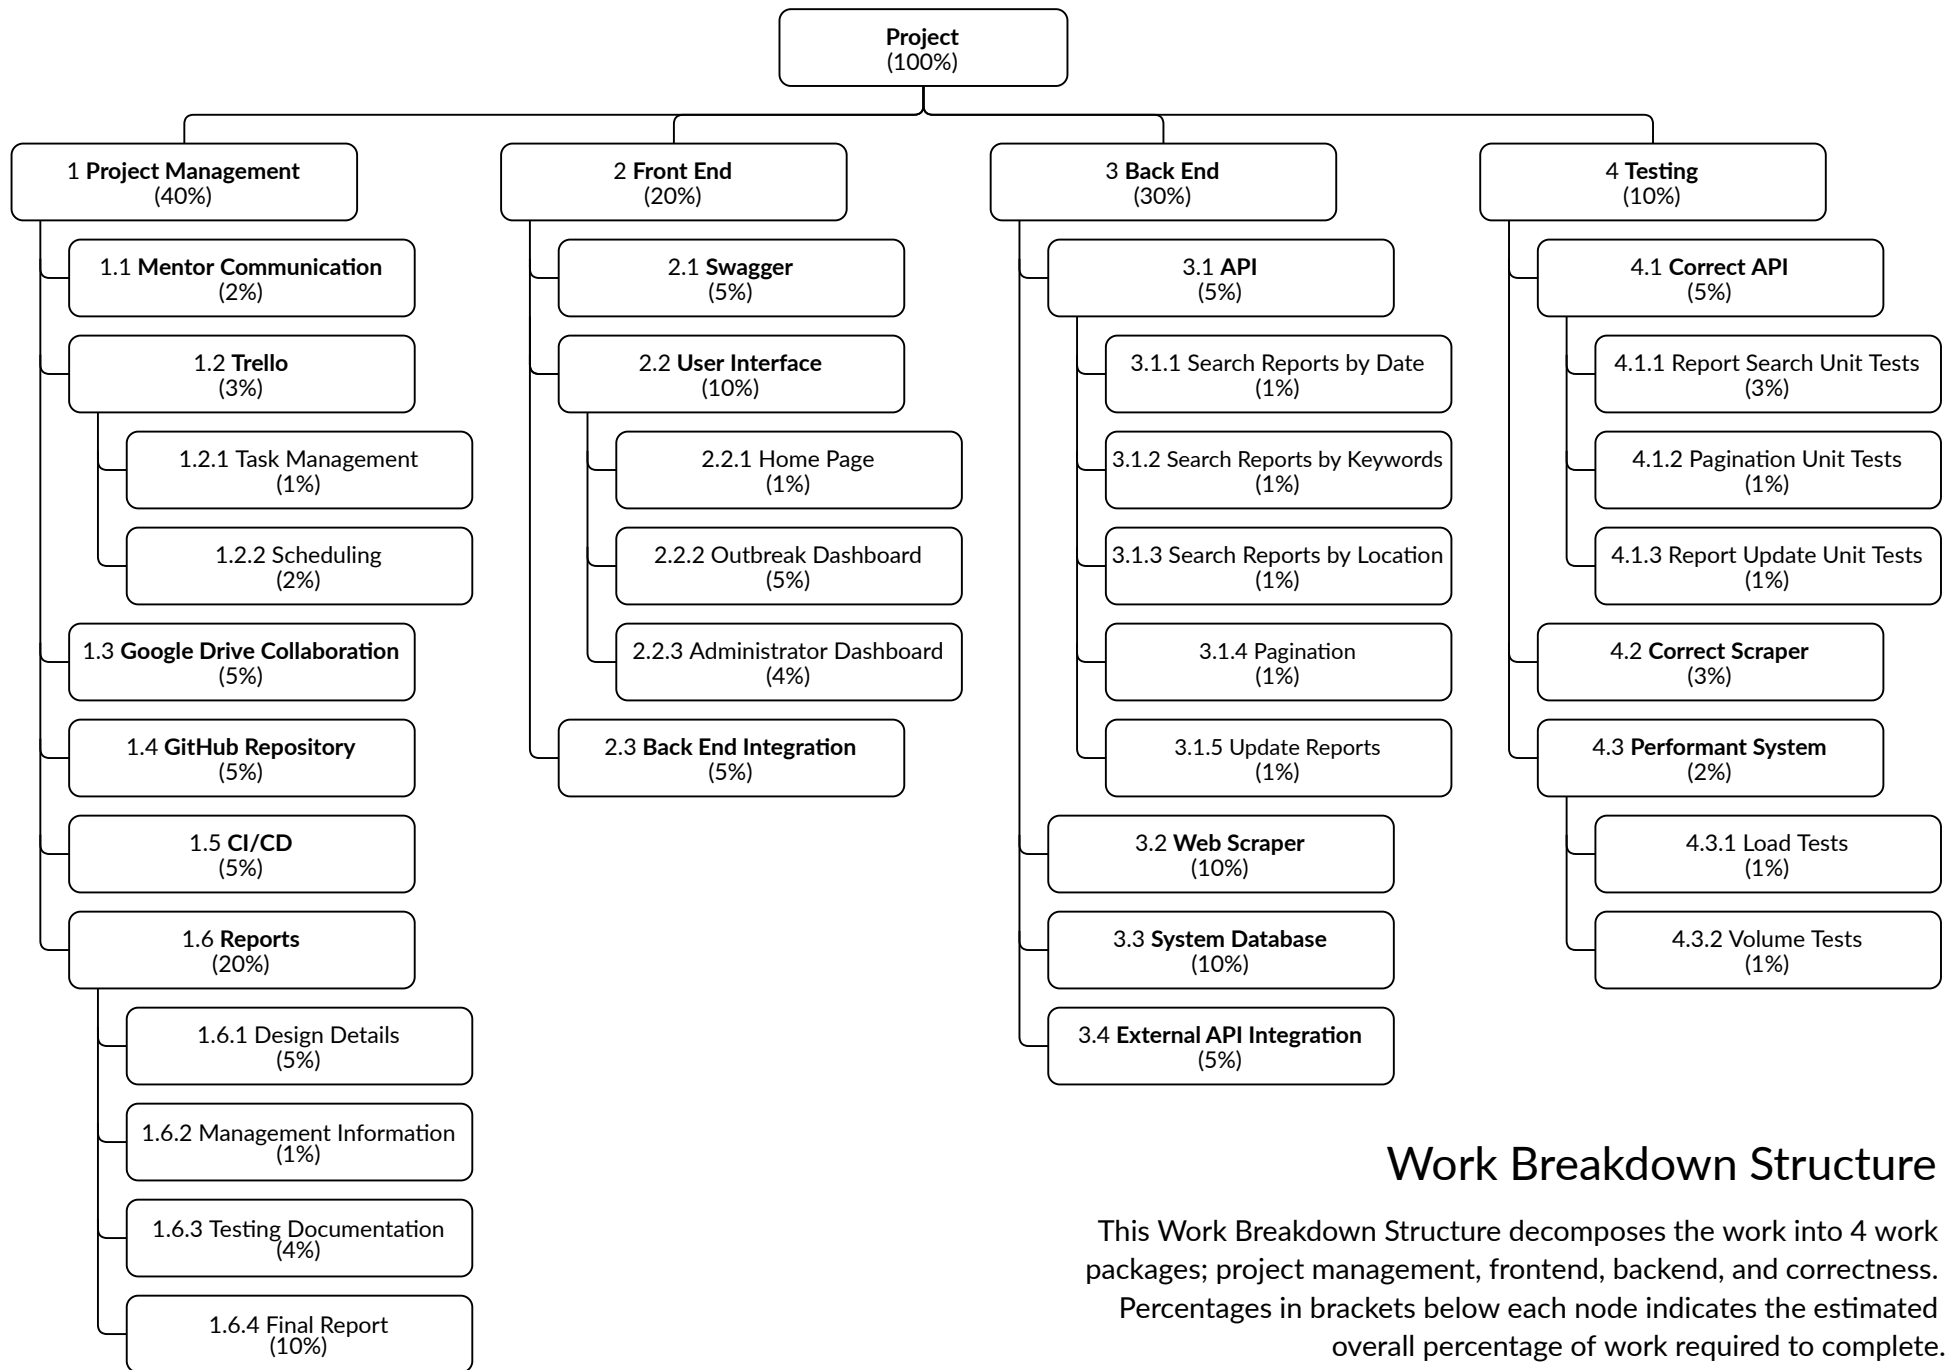 Project
(100%)
1 Project Management
(40%)
1.1 Mentor Communication
(2%)
1.2 Trello
(3%)
1.2.1 Task Management
(1%)
1.2.2 Scheduling
(2%)
1.3 Google Drive Collaboration
(5%)
1.4 GitHub Repository
(5%)
1.5 CI/CD
(5%)
1.6 Reports
(20%)
1.6.1 Design Details
(5%)
1.6.2 Management Information
(1%)
1.6.3 Testing Documentation
(4%)
1.6.4 Final Report
(10%)
2 Front End
(20%)
2.1 Swagger
(5%)
2.2 User Interface
(10%)
2.2.1 Home Page
(1%)
2.2.2 Outbreak Dashboard
(5%)
2.2.3 Administrator Dashboard
(4%)
2.3 Back End Integration
(5%)
3 Back End
(30%)
3.1 API
(5%)
3.1.1 Search Reports by Date
(1%)
3.1.2 Search Reports by Keywords
(1%)
3.1.3 Search Reports by Location
(1%)
3.1.4 Pagination
(1%)
3.1.5 Update Reports
(1%)
3.2 Web Scraper
(10%)
3.3 System Database
(10%)
3.4 External API Integration
(5%)
4 Testing
(10%)
4.1 Correct API
(5%)
4.1.1 Report Search Unit Tests
(3%)
4.1.2 Pagination Unit Tests
(1%)
4.1.3 Report Update Unit Tests
(1%)
4.2 Correct Scraper
(3%)
4.3 Performant System
(2%)
4.3.1 Load Tests
(1%)
4.3.2 Volume Tests
(1%)
Work Breakdown Structure
This Work Breakdown Structure decomposes the work into 4 work
packages; project management, frontend, backend, and correctness.
Percentages in brackets below each node indicates the estimated
overall percentage of work required to complete.